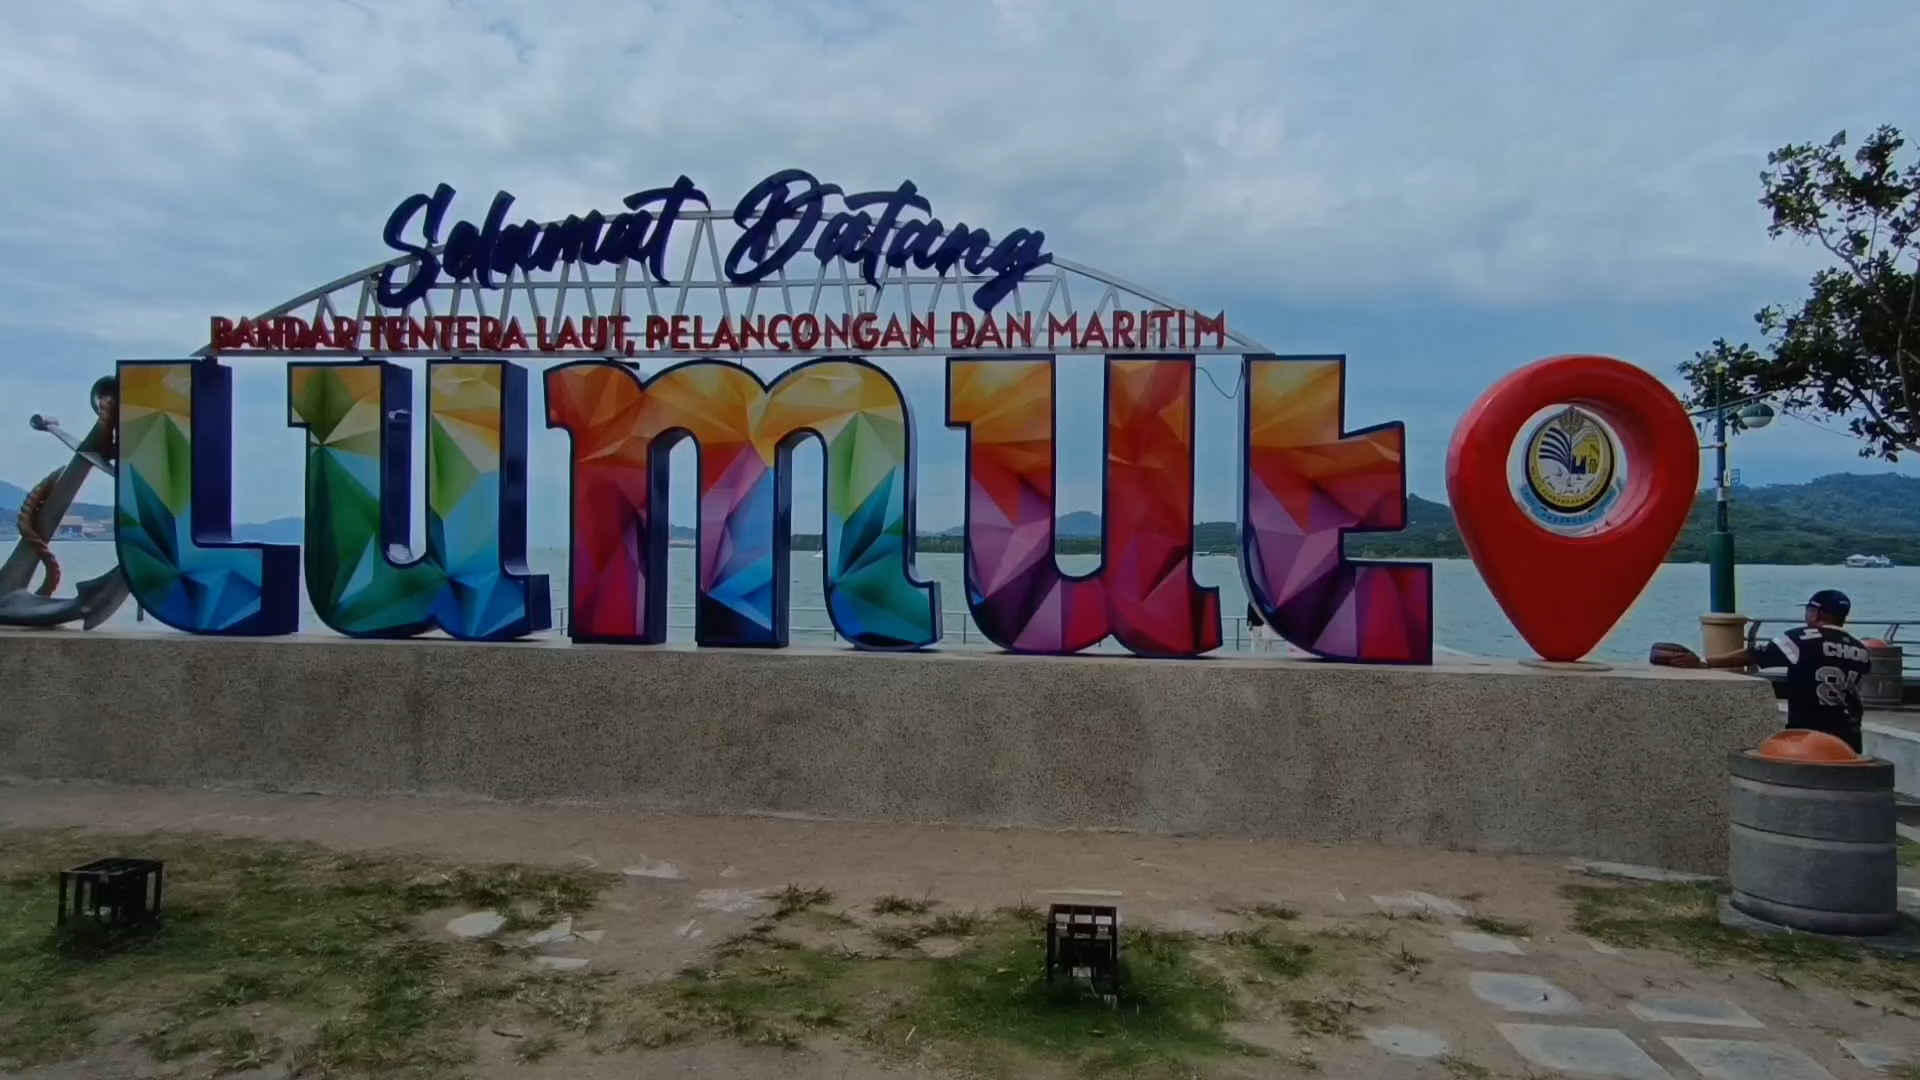 Selamat Datang
BANDAR TENTERA LAUT, PELANCONGAN DAN MARITIM
Lumut